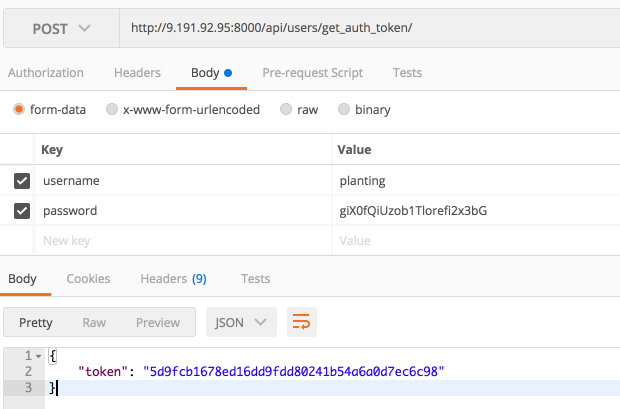 POST http://9.191.92.95:8000/api/users/get_auth_token/
Authorization Headers Body Pre-request Script Tests
form-data x-www-form-urlencoded raw binary
Key Value
username planting
password giX0fQiUzob1Tlorefi2x3bG
New key Value
Body Cookies Headers (9) Tests
Pretty Raw Preview JSON
1 {
2 "token": "5d9fcb1678ed16dd9fdd80241b54a6a0d7ec6c98"
3 }